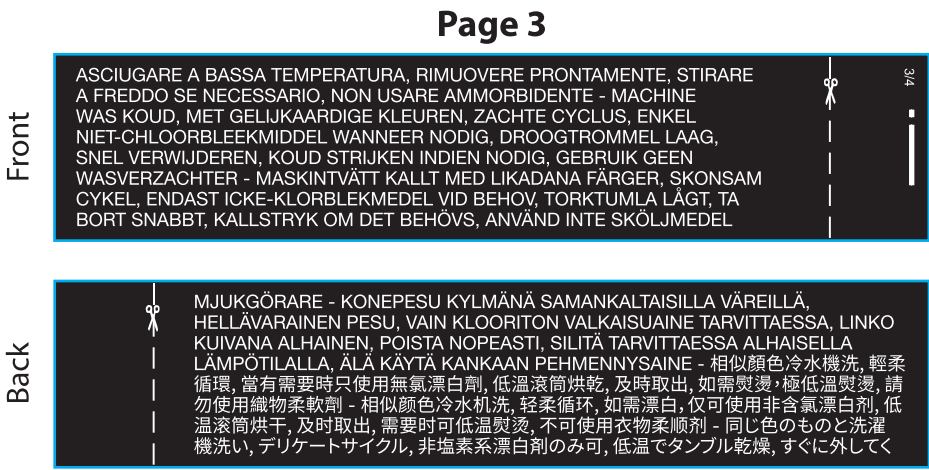 Page 3
Front
ASCIUGARE A BASSA TEMPERATURA, RIMUOVERE PRONTAMENTE, STIRARE
A FREDDO SE NECESSARIO, NON USARE AMMORBIDENTE - MACHINE
WAS KOUD, MET GELIJKAARDIGE KLEUREN, ZACHTE CYCLUS, ENKEL
NIET-CHLOORBLEEKMIDDEL WANNEER NODIG, DROOGTROMMEL LAAG,
SNEL VERWIJDEREN, KOUD STRIJKEN INDIEN NODIG, GEBRUIK GEEN
WASVERZACHTER - MASKINTVÄTT KALLT MED LIKADANA FÄRGER, SKONSAM
CYKEL, ENDAST ICKE-KLORBLEKMEDEL VID BEHOV, TORKTUMLA LÅGT, TA
BORT SNABBT, KALLSTRYK OM DET BEHÖVS, ANVÄND INTE SKÖLJMEDEL
3/4
Back
MJUKGÖRARE - KONEPESU KYLMÄNÄ SAMANKALTAISILLA VÄREILLÄ,
HELLÄVARAINEN PESU, VAIN KLOORITON VALKAISUAINE TARVITTAESSA, LINKO
KUIVANA ALHAINEN, POISTA NOPEASTI, SILITÄ TARVITTAESSA ALHAISELLA
LÄMPÖTILALLA, ÄLÄ KÄYTÄ KANKAAN PEHMENNYSAINE - 相似顏色冷水機洗, 輕柔
循環, 當有需要時只使用無氯漂白劑, 低溫滾筒烘乾, 及時取出, 如需熨燙，極低溫熨燙, 請
勿使用織物柔軟劑 - 相似颜色冷水机洗, 轻柔循环, 如需漂白, 仅可使用非含氯漂白剂, 低
温滚筒烘干, 及时取出, 需要时可低温熨烫, 不可使用衣物柔顺剂 - 同じ色のものと洗濯
機洗い, デリケートサイクル, 非塩素系漂白剤のみ可, 低温でタンブル乾燥, すぐに外してく